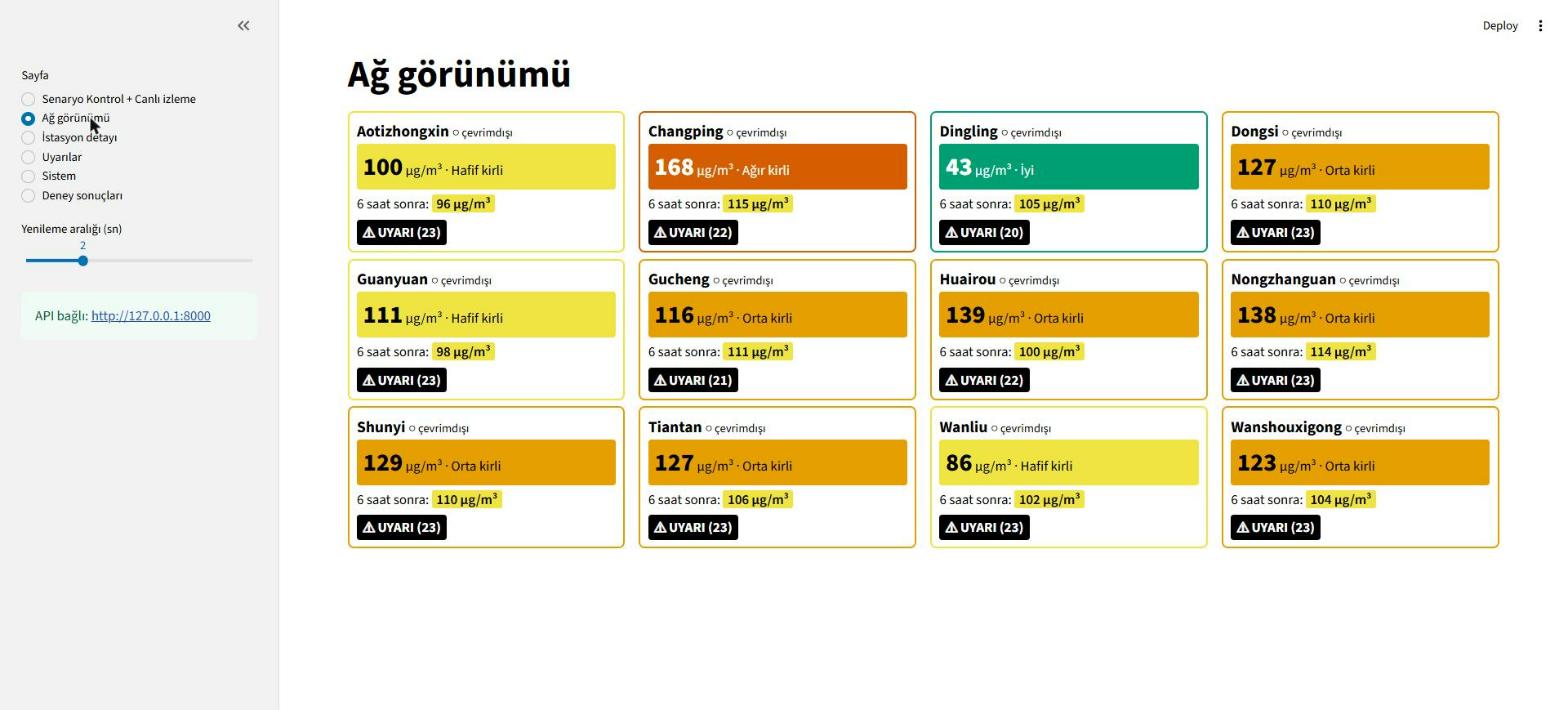 Deploy
Sayfa
Senaryo Kontrol + Canlı izleme
Ağ görünümü
İstasyon detayı
Uyarılar
Sistem
Deney sonuçları
Yenileme aralığı (sn)
2
API bağlı: http://127.0.0.1:8000
Ağ görünümü
Aotizhongxin ○ çevrimdışı
100 µg/m³ · Hafif kirli
6 saat sonra: 96 µg/m³
⚠ UYARI (23)
Changping ○ çevrimdışı
168 µg/m³ · Ağır kirli
6 saat sonra: 115 µg/m³
⚠ UYARI (22)
Dingling ○ çevrimdışı
43 µg/m³ · İyi
6 saat sonra: 105 µg/m³
⚠ UYARI (20)
Dongsi ○ çevrimdışı
127 µg/m³ · Orta kirli
6 saat sonra: 110 µg/m³
⚠ UYARI (23)
Guanyuan ○ çevrimdışı
111 µg/m³ · Hafif kirli
6 saat sonra: 98 µg/m³
⚠ UYARI (23)
Gucheng ○ çevrimdışı
116 µg/m³ · Orta kirli
6 saat sonra: 111 µg/m³
⚠ UYARI (21)
Huairou ○ çevrimdışı
139 µg/m³ · Orta kirli
6 saat sonra: 100 µg/m³
⚠ UYARI (22)
Nongzhanguan ○ çevrimdışı
138 µg/m³ · Orta kirli
6 saat sonra: 114 µg/m³
⚠ UYARI (23)
Shunyi ○ çevrimdışı
129 µg/m³ · Orta kirli
6 saat sonra: 110 µg/m³
⚠ UYARI (23)
Tiantan ○ çevrimdışı
127 µg/m³ · Orta kirli
6 saat sonra: 106 µg/m³
⚠ UYARI (23)
Wanliu ○ çevrimdışı
86 µg/m³ · Hafif kirli
6 saat sonra: 102 µg/m³
⚠ UYARI (23)
Wanshouxigong ○ çevrimdışı
123 µg/m³ · Orta kirli
6 saat sonra: 104 µg/m³
⚠ UYARI (23)